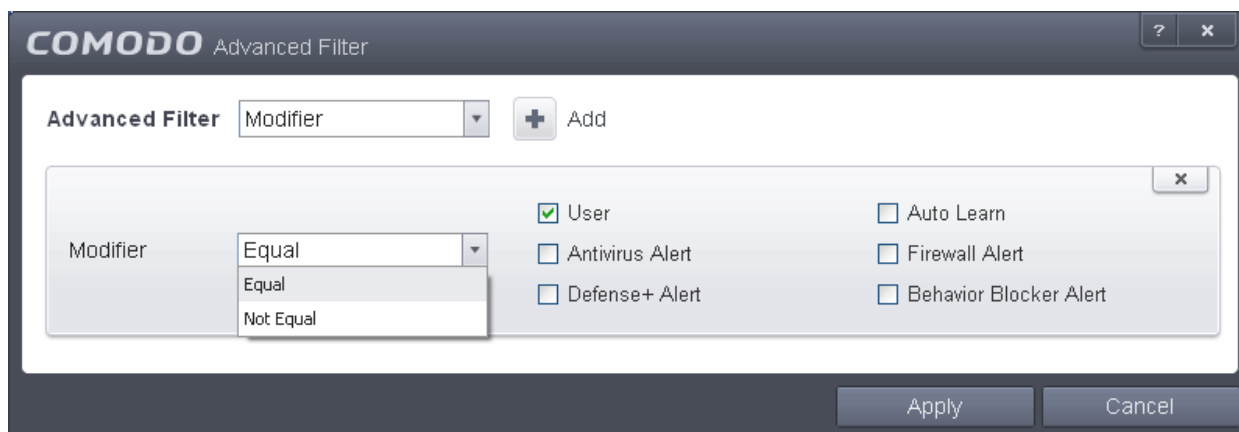 COMODO Advanced Filter ? x
Advanced Filter Modifier + Add
x
User Auto Learn
Modifier Equal Antivirus Alert Firewall Alert
Equal Defense+ Alert Behavior Blocker Alert
Not Equal
Apply Cancel